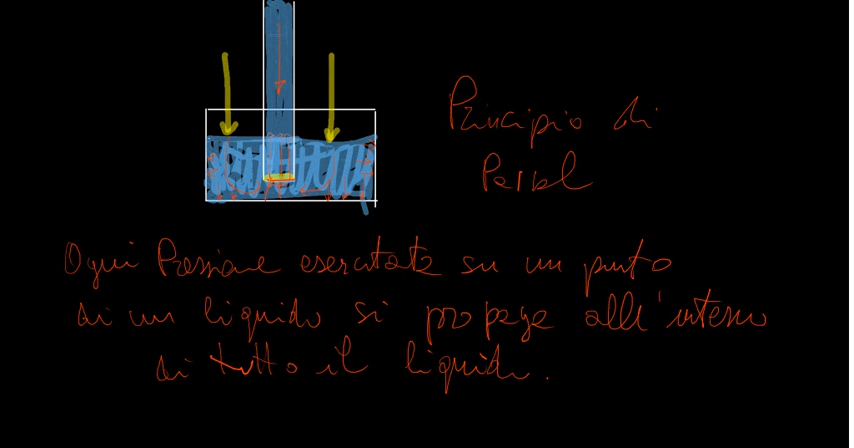 Principio di
Pascal
Ogni Pressione esercitata su un punto
di un liquido si propaga all'interno
di tutto il liquido.